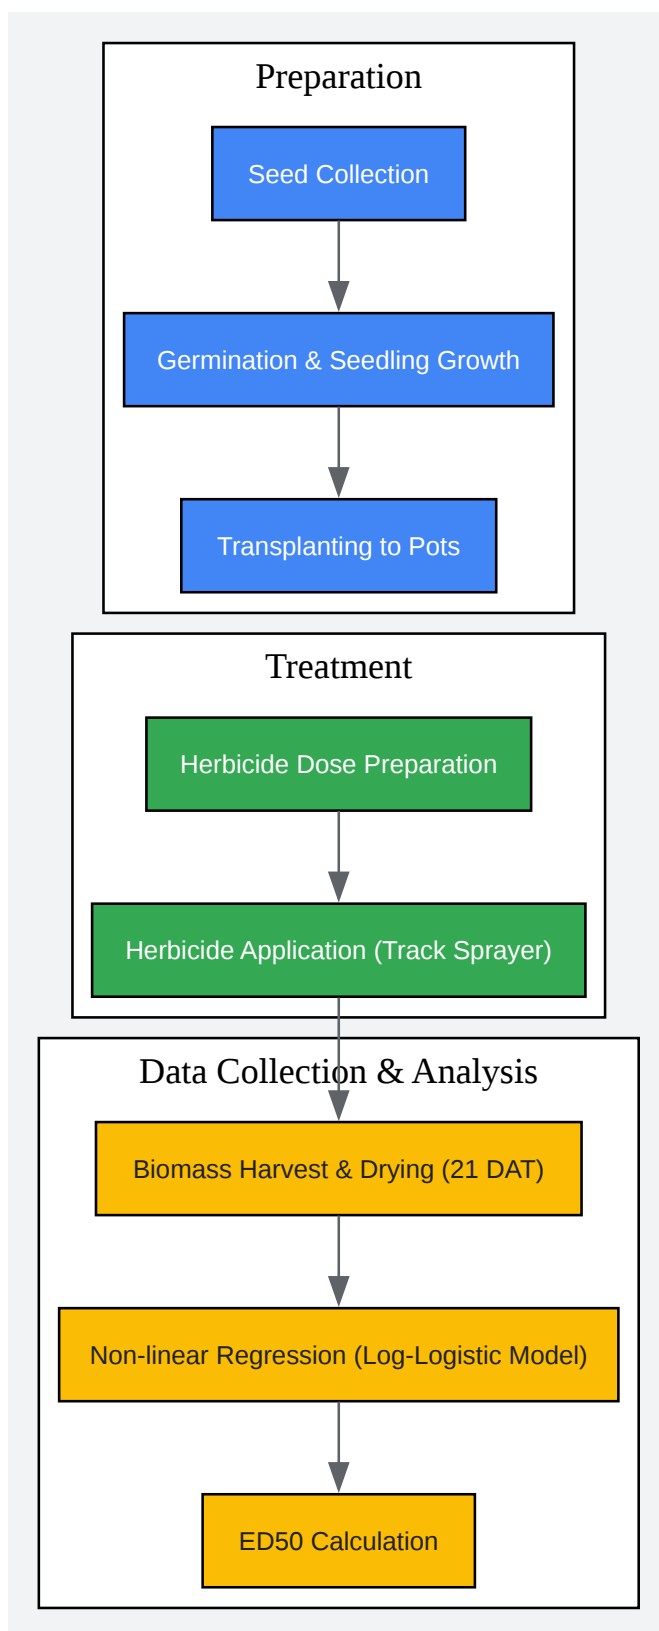 Preparation
Seed Collection
Germination & Seedling Growth
Transplanting to Pots
Treatment
Herbicide Dose Preparation
Herbicide Application (Track Sprayer)
Data Collection & Analysis
Biomass Harvest & Drying (21 DAT)
Non-linear Regression (Log-Logistic Model)
ED50 Calculation